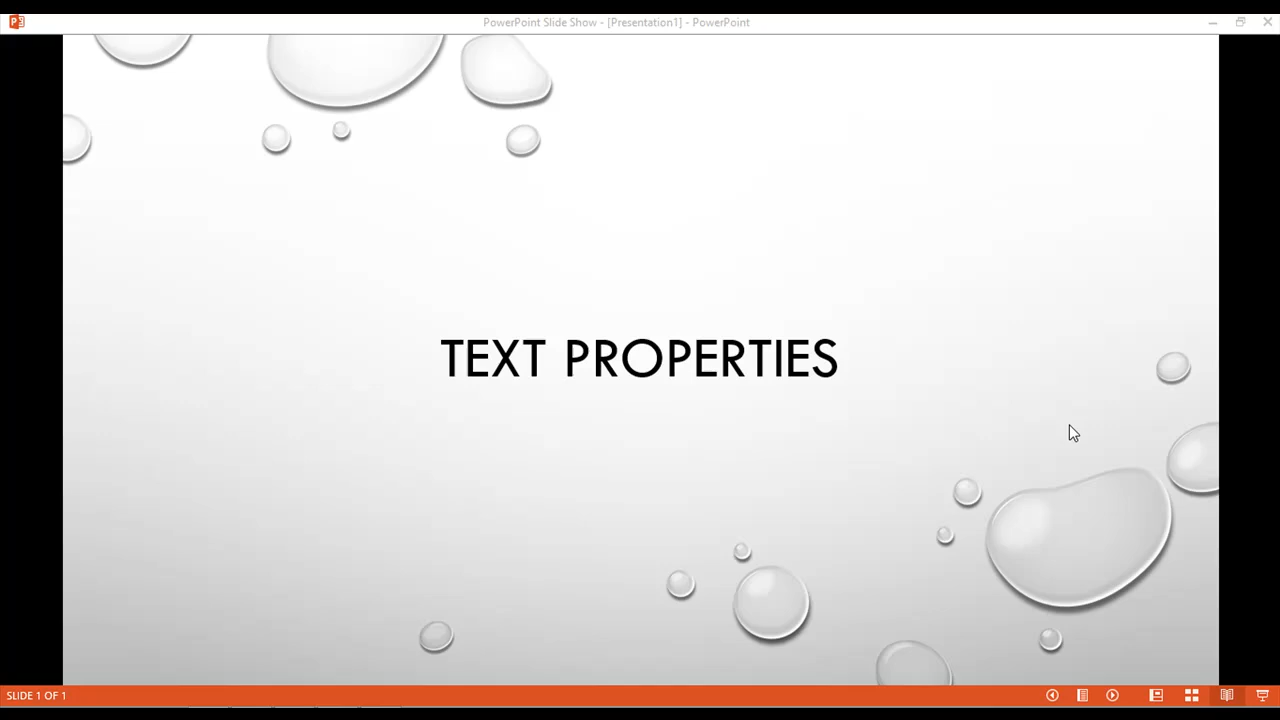 PowerPoint Slide Show - [Presentation1] - PowerPoint
TEXT PROPERTIES
SLIDE 1 OF 1